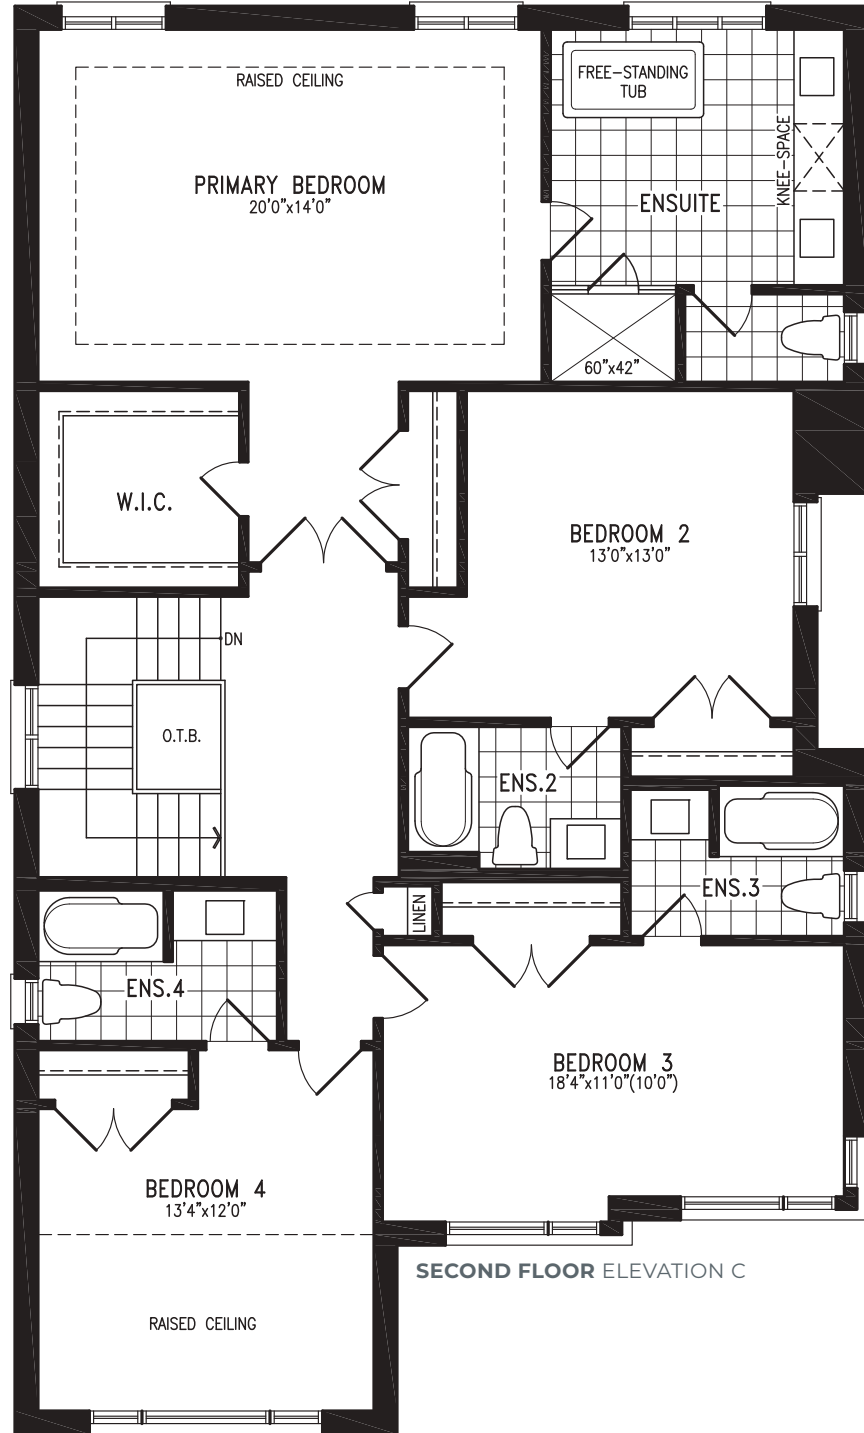 RAISED CEILING
PRIMARY BEDROOM
20'0"x14'0"
FREE-STANDING
TUB
KNEE-SPACE
ENSUITE
60"x42"
W.I.C.
BEDROOM 2
13'0"x13'0"
DN
O.T.B.
ENS.2
ENS.3
LINEN
ENS.4
BEDROOM 3
18'4"x11'0"(10'0")
BEDROOM 4
13'4"x12'0"
RAISED CEILING
SECOND FLOOR ELEVATION C